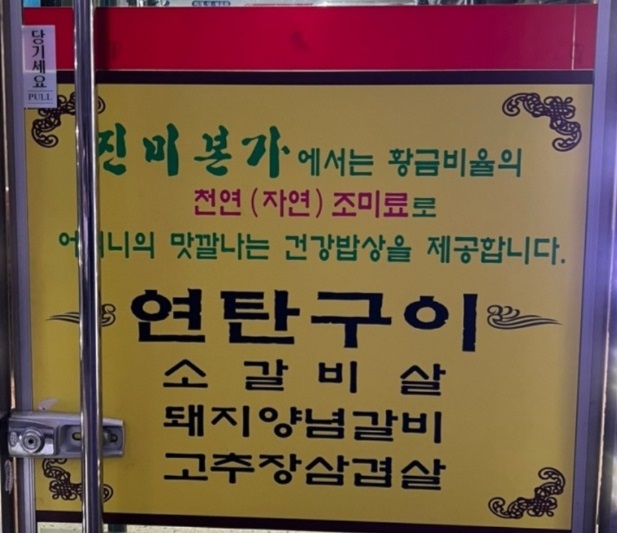 당기세요
PULL
진미본가에서는 황금비율의
천연(자연) 조미료로
맛깔나는 건강밥상을 제공합니다.
연탄구이
소갈비살
돼지양념갈비
고추장삼겹살